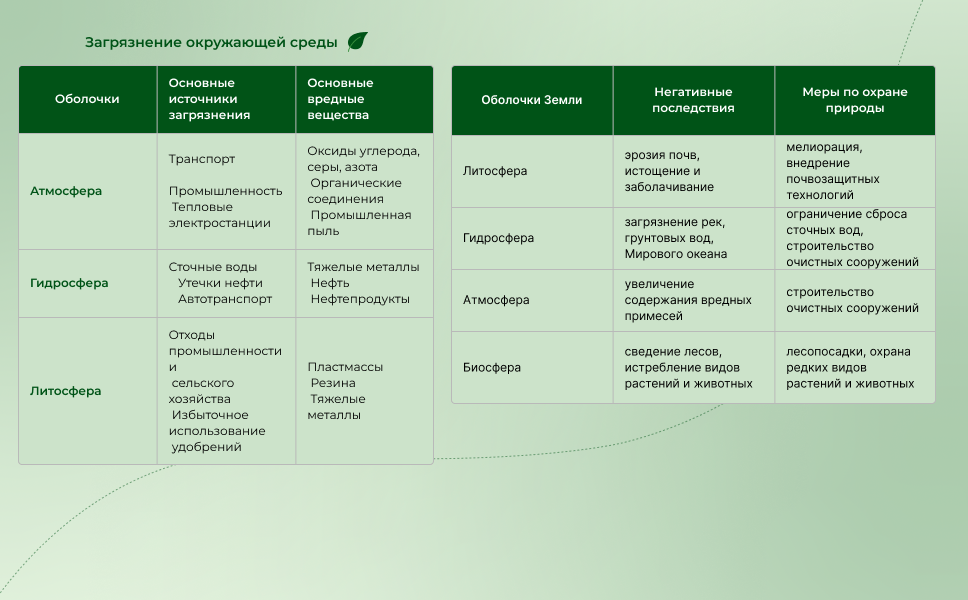 Загрязнение окружающей среды
Оболочки
Основные
источники
загрязнения
Основные
вредные
вещества
Атмосфера
Транспорт
Промышленность
Тепловые
электростанции
Оксиды углерода,
серы, азота
Органические
соединения
Промышленная
пыль
Гидросфера
Сточные воды
Утечки нефти
Автотранспорт
Тяжелые металлы
Нефть
Нефтепродукты
Литосфера
Отходы
промышленности
и
сельского
хозяйства
Избыточное
использование
удобрений
Пластмассы
Резина
Тяжелые
металлы
Оболочки Земли
Негативные
последствия
Меры по охране
природы
Литосфера
эрозия почв,
истощение и
заболачивание
мелиорация,
внедрение
почвозащитных
технологий
Гидросфера
загрязнение рек,
грунтовых вод,
Мирового океана
ограничение сброса
сточных вод,
строительство
очистных сооружений
Атмосфера
увеличение
содержания вредных
примесей
строительство
очистных сооружений
Биосфера
сведение лесов,
истребление видов
растений и животных
лесопосадки, охрана
редких видов
растений и животных